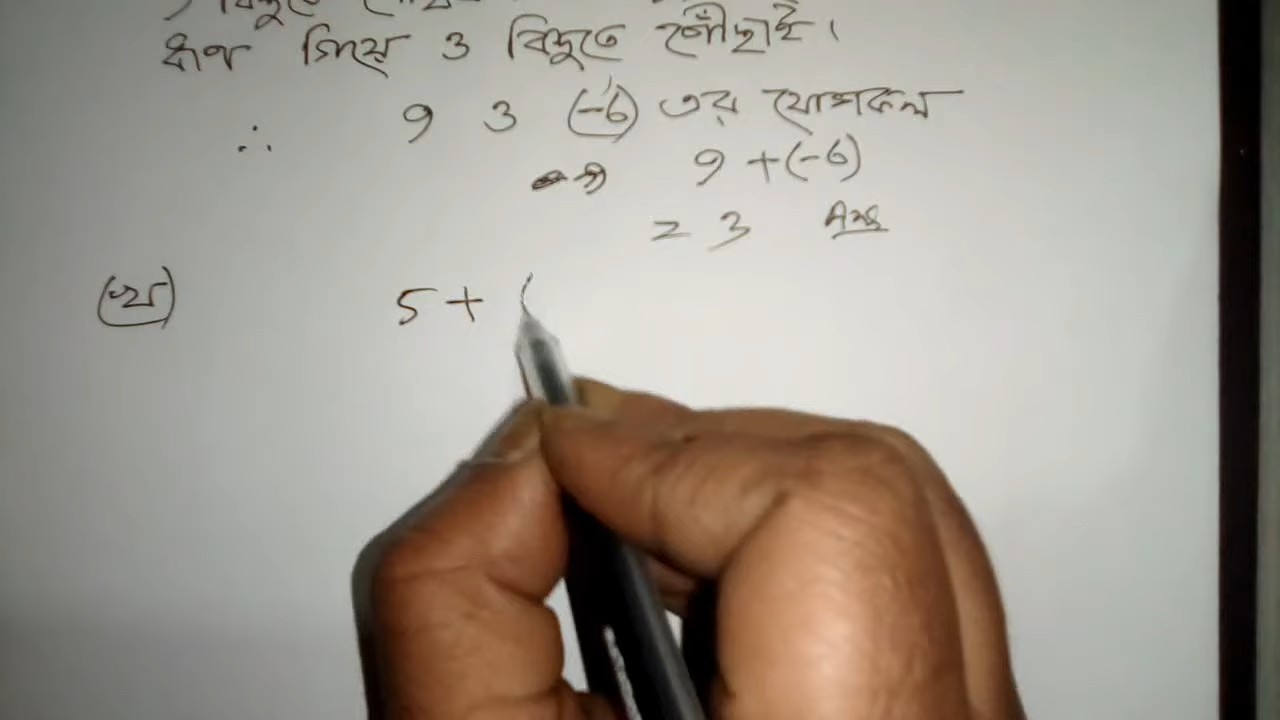 বিন্দুতে
ধাপ গিয়ে 3 বিন্দুতে পৌঁছাই।
∴ 9 ও (-6) এর যোগফল
9 + (-6)
= 3 Ans
(খ) 5 + (